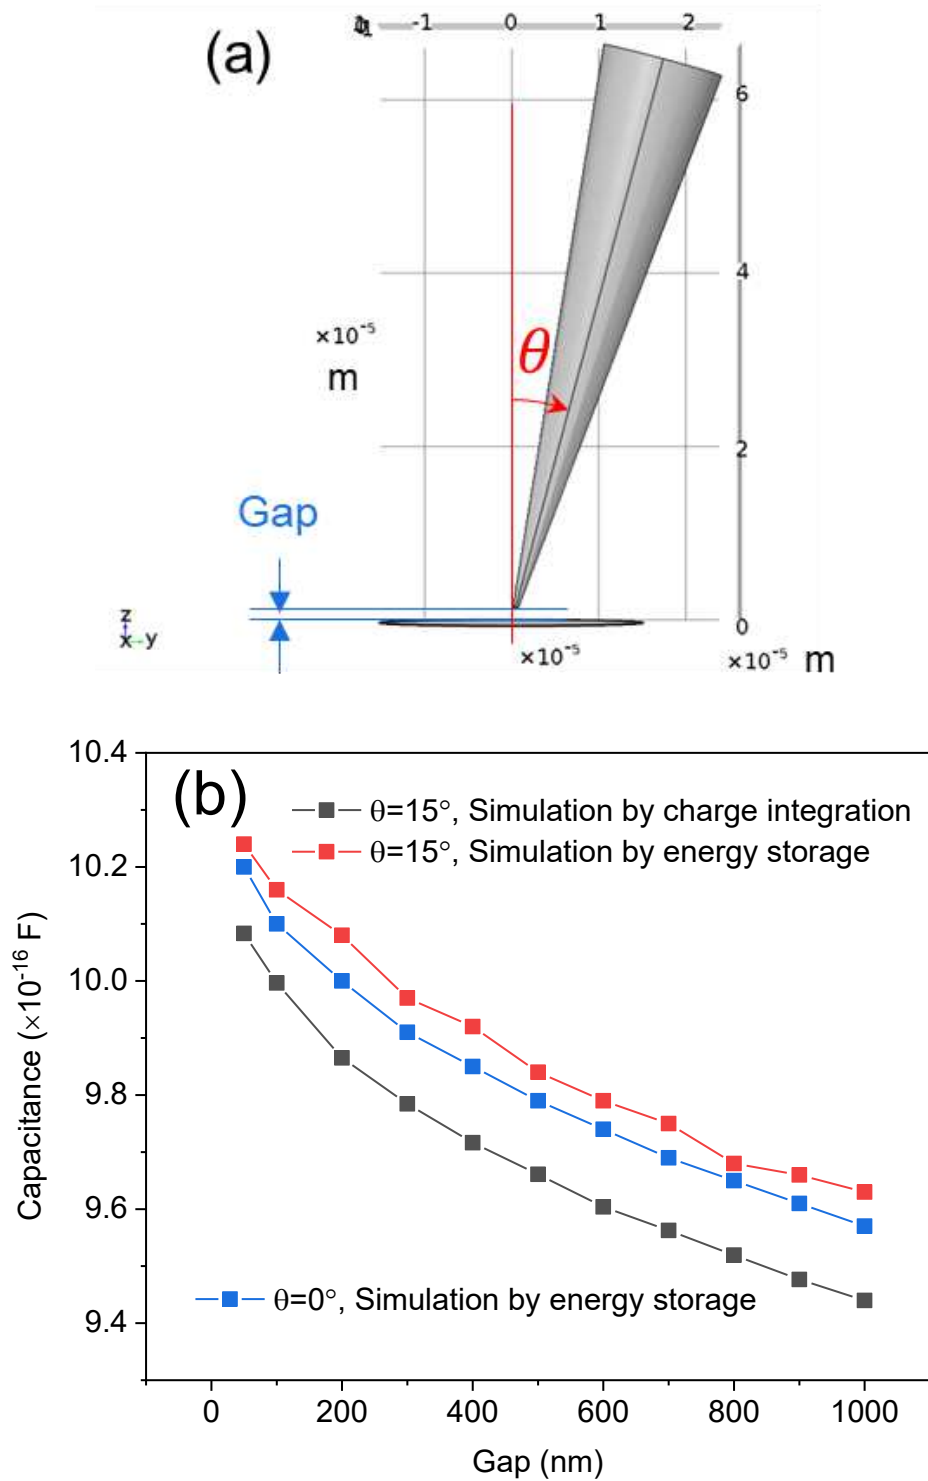 (a)
-1 0 1 2
6
4
×10⁻⁵
m
θ
2
Gap
0
z
x y
×10⁻⁵
×10⁻⁵ m
10.4
(b)
θ=15°, Simulation by charge integration
θ=15°, Simulation by energy storage
10.2
10.0
9.8
9.6
9.4
Capacitance (×10⁻¹⁶ F)
θ=0°, Simulation by energy storage
0 200 400 600 800 1000
Gap (nm)